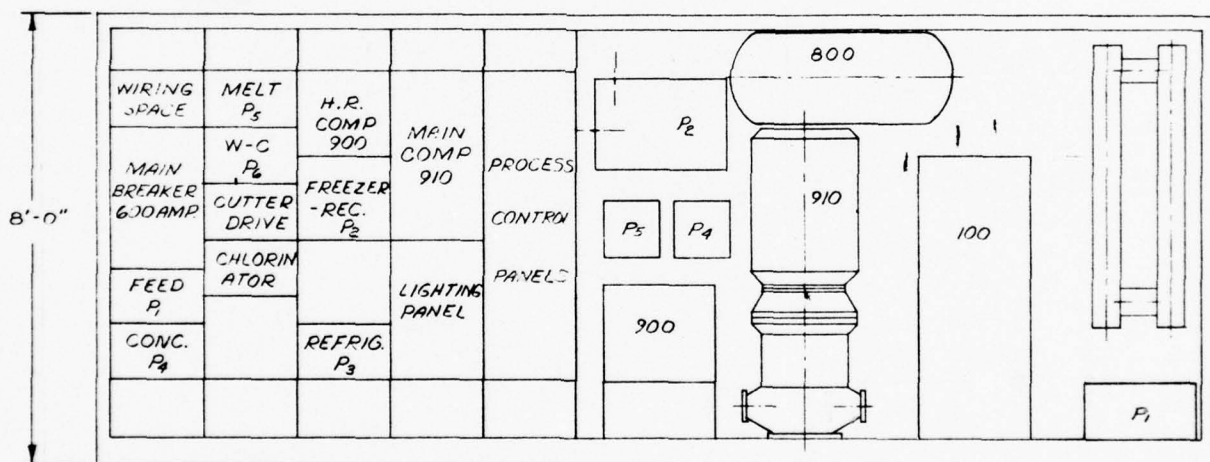 8'-0"
WIRING
SPACE
MAIN
BREAKER
600 AMP.
FEED
P1
CONC.
P4
MELT
P5
W-C
P6
CUTTER
DRIVE
CHLORIN
ATOR
H.R.
COMP
900
FREEZER
-REC.
P2
REFRIG.
P3
MAIN
COMP
910
LIGHTING
PANEL
PROCESS
CONTROL
PANELS
P2
P5
P4
900
800
910
100
P1